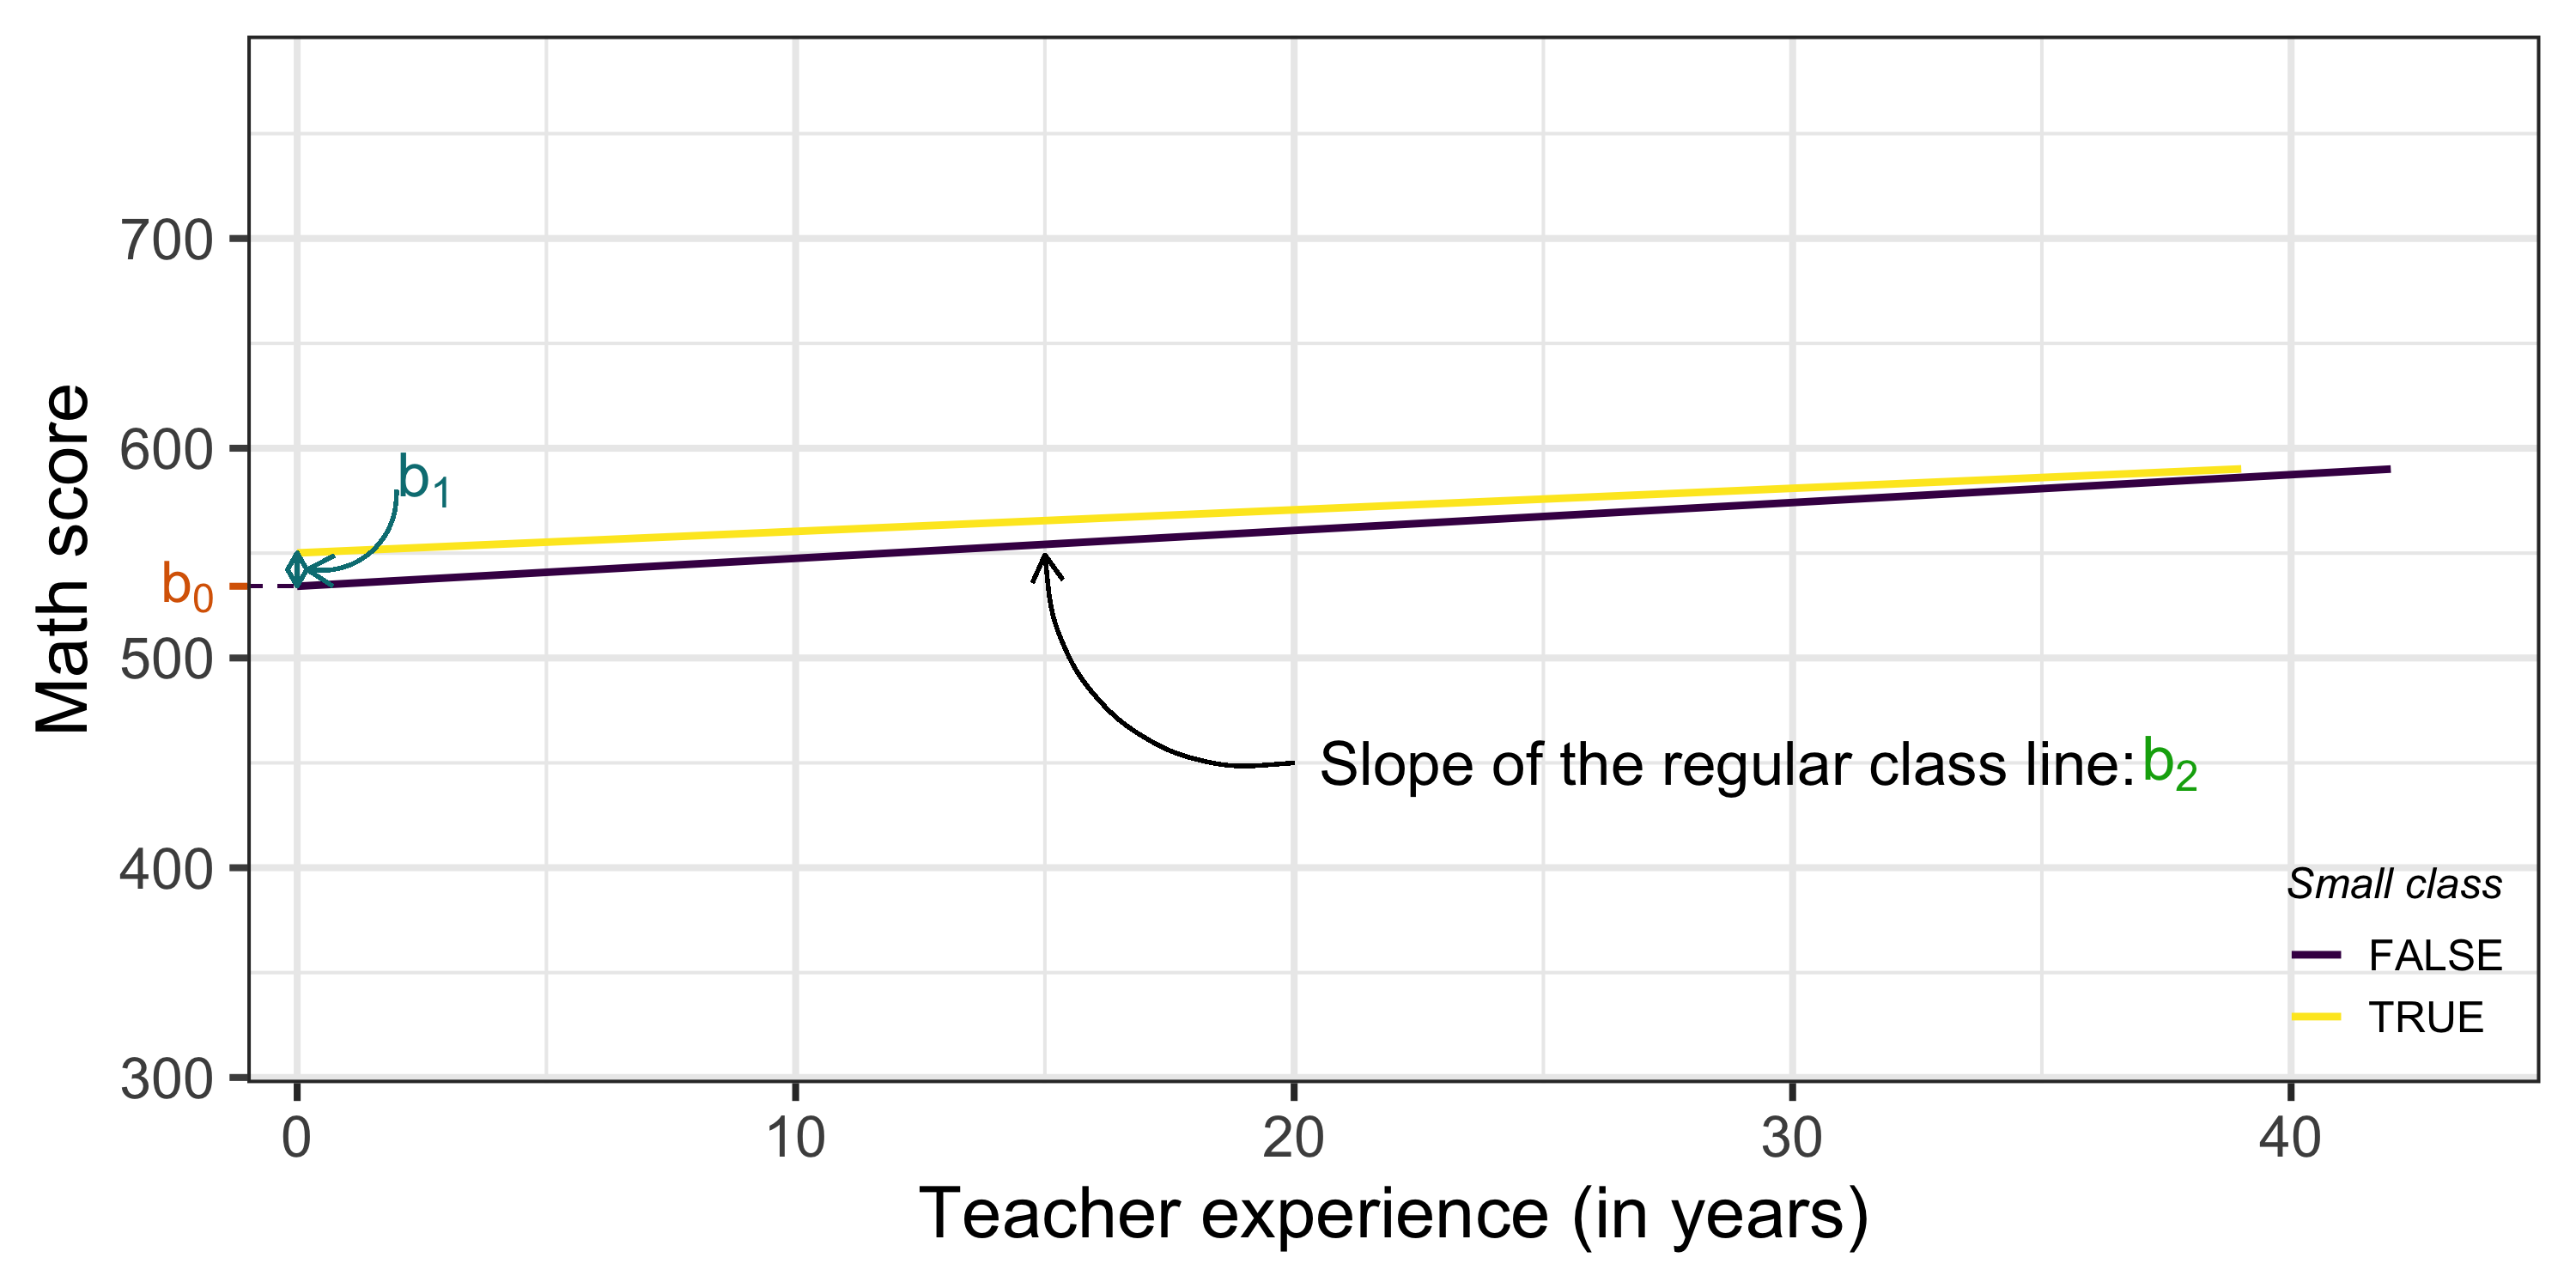 700
600
500
400
300
Math score
b1
b0
Slope of the regular class line: b2
Small class
FALSE
TRUE
0 10 20 30 40
Teacher experience (in years)